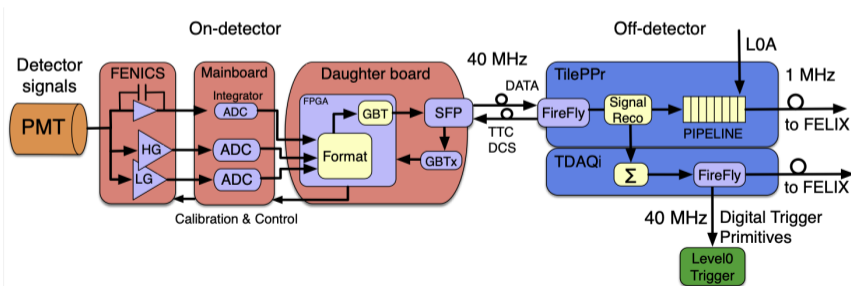 On-detector
Off-detector
Detector
signals
PMT
FENICS
HG
LG
Mainboard
Integrator
ADC
ADC
ADC
Calibration & Control
Daughter board
FPGA
GBT
Format
SFP
GBTx
40 MHz
DATA
TTC
DCS
TilePPr
FireFly
Signal
Reco
PIPELINE
L0A
1 MHz
to FELIX
TDAQi
Σ
FireFly
to FELIX
40 MHz
Digital Trigger
Primitives
Level0
Trigger